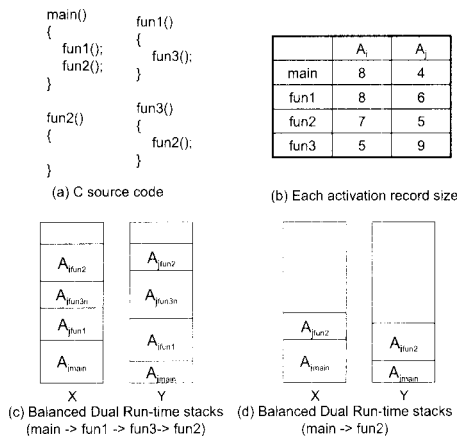 main()
{
fun1();
fun2();
}
fun1()
{
fun3();
}
fun2()
{
}
fun3()
{
fun2();
}
(a) C source code
Ai Aj
main 8 4
fun1 8 6
fun2 7 5
fun3 5 9
(b) Each activation record size
Aifun2
Ajfun3n
Ajfun1
Aimain
X
Ajfun2
Ajfun3n
Aifun1
Ajmain
Y
(c) Balanced Dual Run-time stacks
(main -> fun1 -> fun3-> fun2)
Ajfun2
Aimain
X
Aifun2
Ajmain
Y
(d) Balanced Dual Run-time stacks
(main -> fun2)